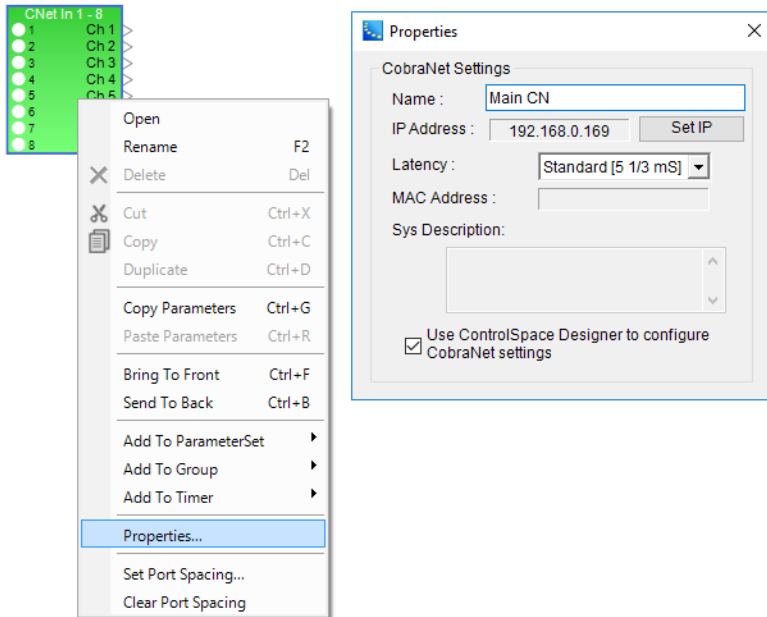 CNet In 1 - 8
1 Ch 1
2 Ch 2
3 Ch 3
4 Ch 4
5 Ch 5
6
7
8
Open
Rename F2
Delete Del
Cut Ctrl+X
Copy Ctrl+C
Duplicate Ctrl+D
Copy Parameters Ctrl+G
Paste Parameters Ctrl+R
Bring To Front Ctrl+F
Send To Back Ctrl+B
Add To ParameterSet
Add To Group
Add To Timer
Properties...
Set Port Spacing...
Clear Port Spacing
Properties
CobraNet Settings
Name : Main CN
IP Address : 192.168.0.169 Set IP
Latency : Standard [5 1/3 mS]
MAC Address :
Sys Description:
Use ControlSpace Designer to configure
CobraNet settings